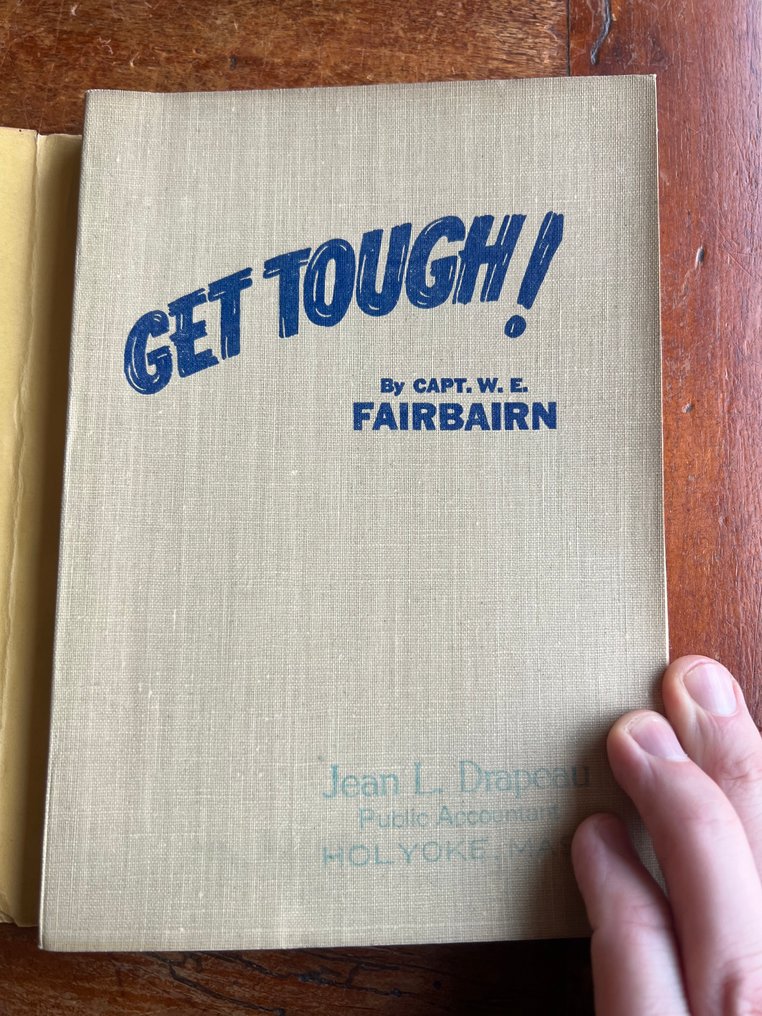 GET TOUGH!
By CAPT. W. E.
FAIRBAIRN
Jean L. Drapeau
Public Accountant
HOLYOKE, MA